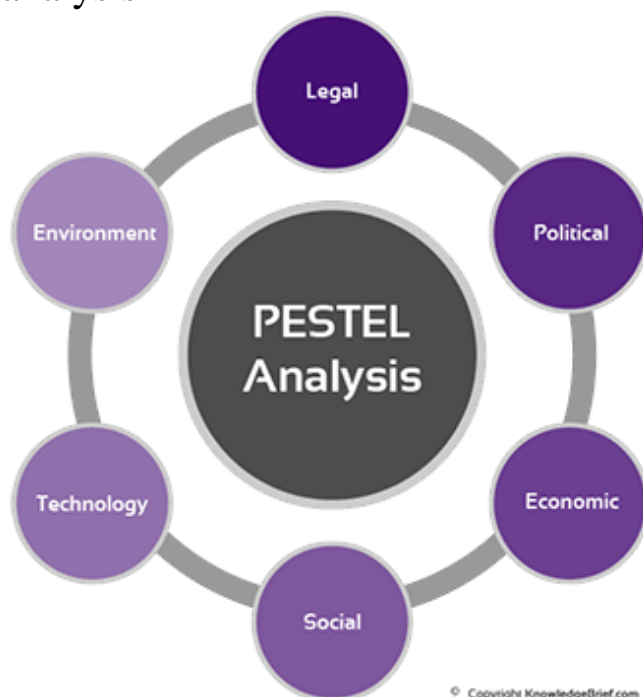 Legal
Environment
Political
PESTEL
Analysis
Technology
Economic
Social
© Copyright KnowledgeBrief.com